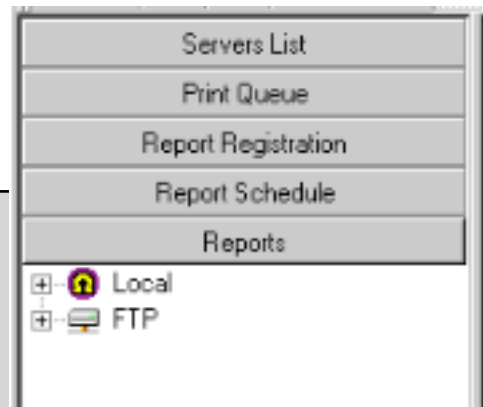 Servers List
Print Queue
Report Registration
Report Schedule
Reports
Local
FTP